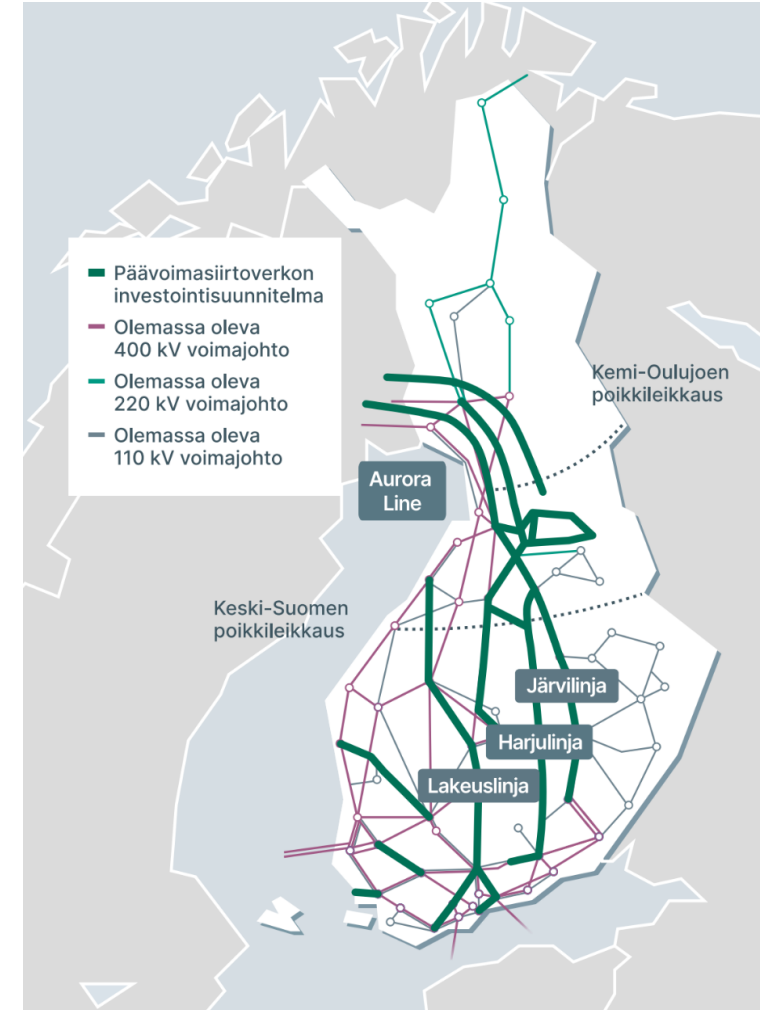 Päävoimasiirtoverkon
investointisuunnitelma
Olemassa oleva
400 kV voimajohto
Olemassa oleva
220 kV voimajohto
Olemassa oleva
110 kV voimajohto
Kemi-Oulujoen
poikkileikkaus
Aurora
Line
Keski-Suomen
poikkileikkaus
Järvilinja
Harjulinja
Lakeuslinja